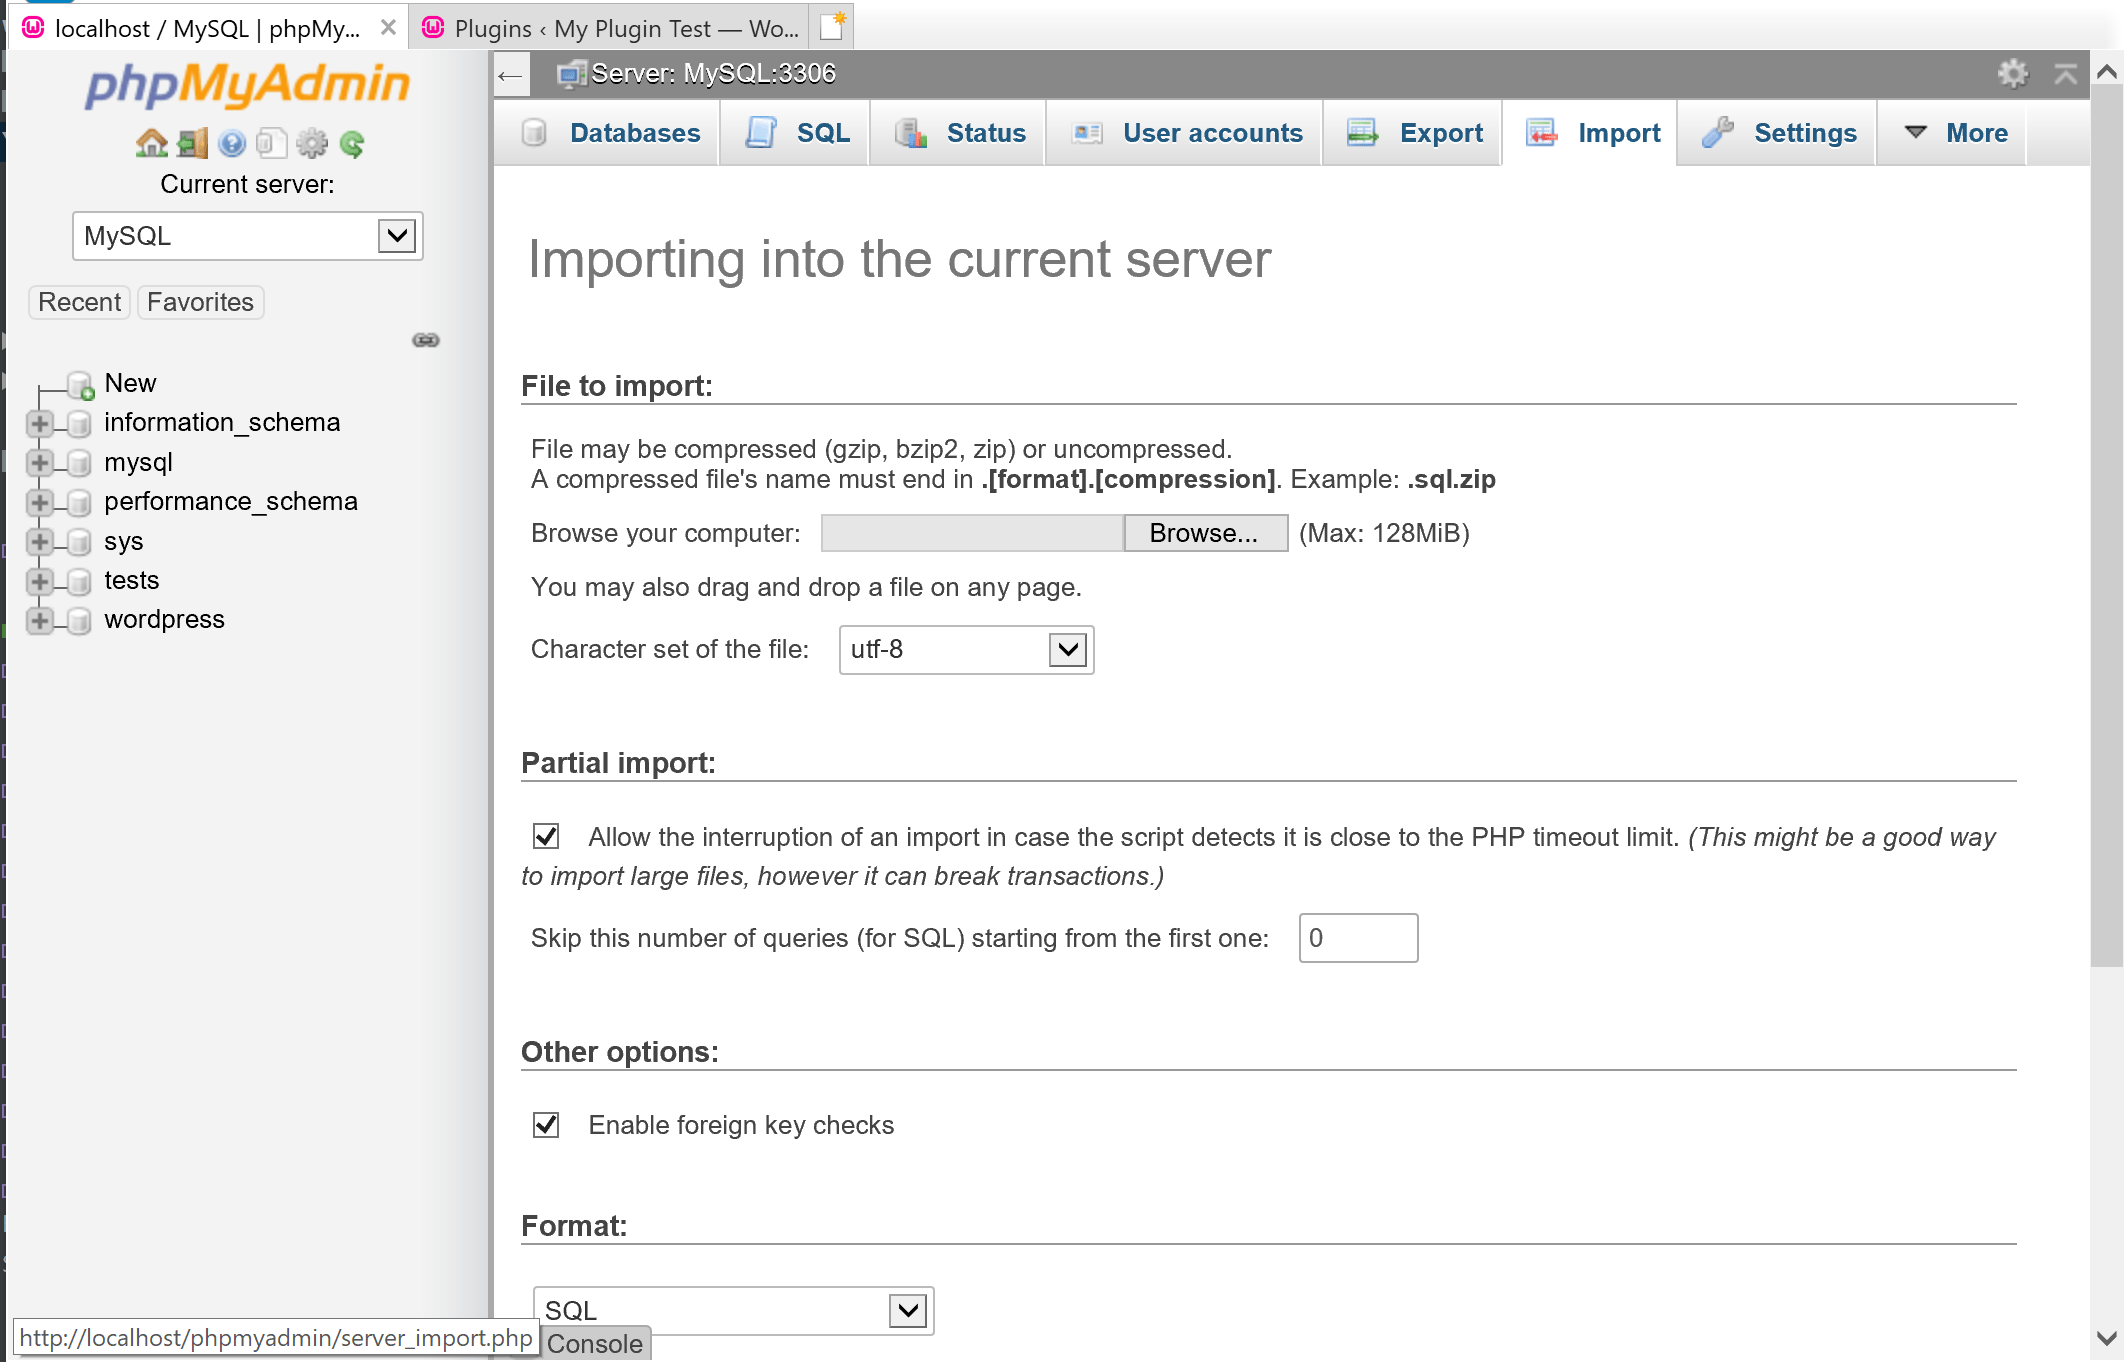 localhost / MySQL | phpMy...
Plugins ‹ My Plugin Test — Wo...
phpMyAdmin
Current server:
MySQL
Recent
Favorites
New
information_schema
mysql
performance_schema
sys
tests
wordpress
Server: MySQL:3306
Databases
SQL
Status
User accounts
Export
Import
Settings
More
Importing into the current server
File to import:
File may be compressed (gzip, bzip2, zip) or uncompressed.
A compressed file's name must end in .[format].[compression]. Example: .sql.zip
Browse your computer:
Browse...
(Max: 128MiB)
You may also drag and drop a file on any page.
Character set of the file:
utf-8
Partial import:
Allow the interruption of an import in case the script detects it is close to the PHP timeout limit. (This might be a good way
to import large files, however it can break transactions.)
Skip this number of queries (for SQL) starting from the first one:
0
Other options:
Enable foreign key checks
Format:
SQL
http://localhost/phpmyadmin/server_import.php
Console